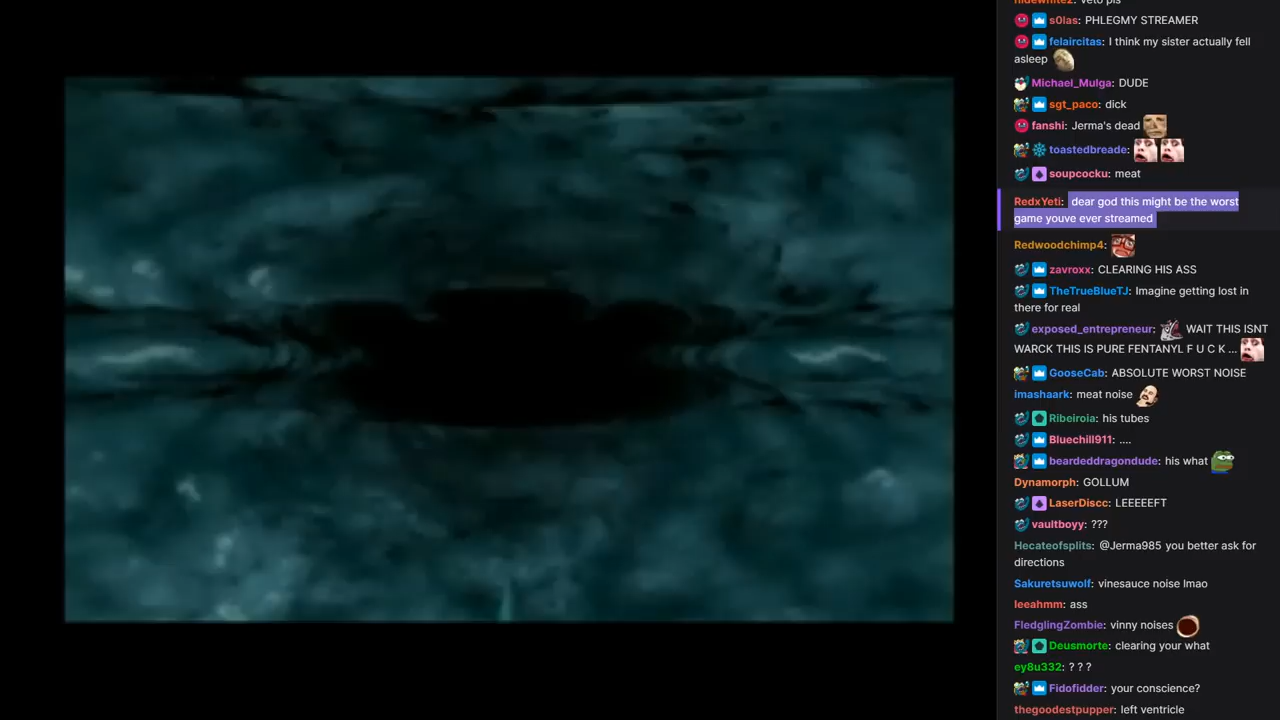 hidewhite2: veto pls
s0las: PHLEGMY STREAMER
felaircitas: I think my sister actually fell
asleep
Michael_Mulga: DUDE
sgt_paco: dick
fanshi: Jerma's dead
toastedbreade:
soupcocku: meat
RedxYeti: dear god this might be the worst
game youve ever streamed
Redwoodchimp4:
zavroxx: CLEARING HIS ASS
TheTrueBlueTJ: Imagine getting lost in
there for real
exposed_entrepreneur: WAIT THIS ISNT
WARCK THIS IS PURE FENTANYL F U C K ...
GooseCab: ABSOLUTE WORST NOISE
imashaark: meat noise
Ribeiroia: his tubes
Bluechill911: ....
beardeddragondude: his what
Dynamorph: GOLLUM
LaserDiscc: LEEEEEFT
vaultboyy: ???
Hecateofsplits: @Jerma985 you better ask for
directions
Sakuretsuwolf: vinesauce noise lmao
leeahmm: ass
FledglingZombie: vinny noises
Deusmorte: clearing your what
ey8u332: ? ? ?
Fidofidder: your conscience?
thegoodestpupper: left ventricle